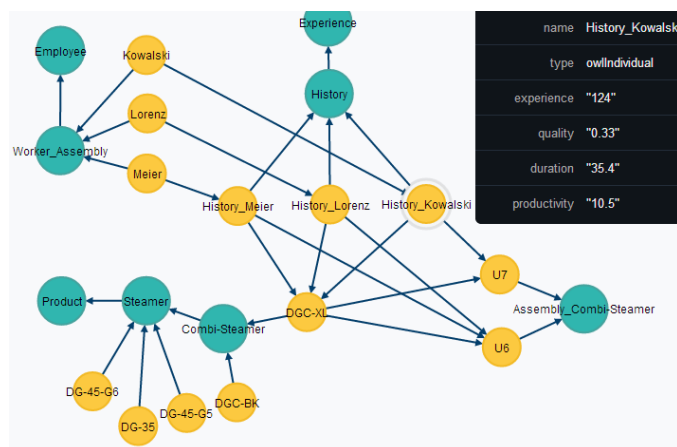 Experience
name History_Kowalsk
Employee
Kowalski
type owlIndividual
History
experience "124"
Lorenz
quality "0.33"
Worker_Assembly
duration "35.4"
Meier
History_Meier
History_Lorenz
History_Kowalski
productivity "10.5"
U7
Product
Steamer
DGC-XL
Assembly_Combi-Steamer
Combi-Steamer
U6
DG-45-G6
DGC-BK
DG-45-G5
DG-35